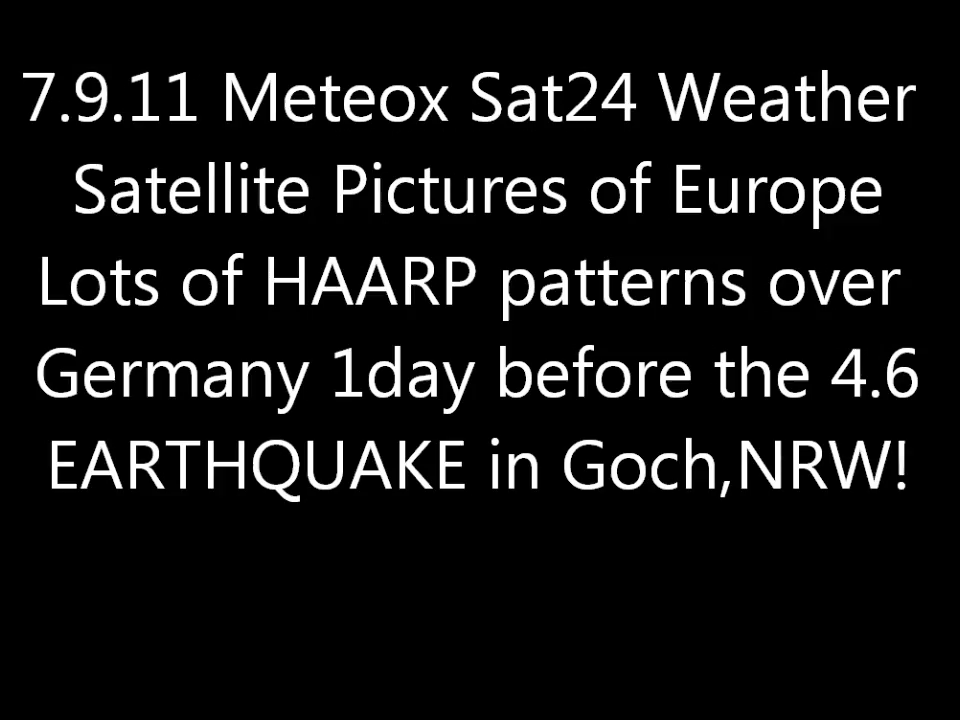 7.9.11 Meteox Sat24 Weather
Satellite Pictures of Europe
Lots of HAARP patterns over
Germany 1day before the 4.6
EARTHQUAKE in Goch,NRW!